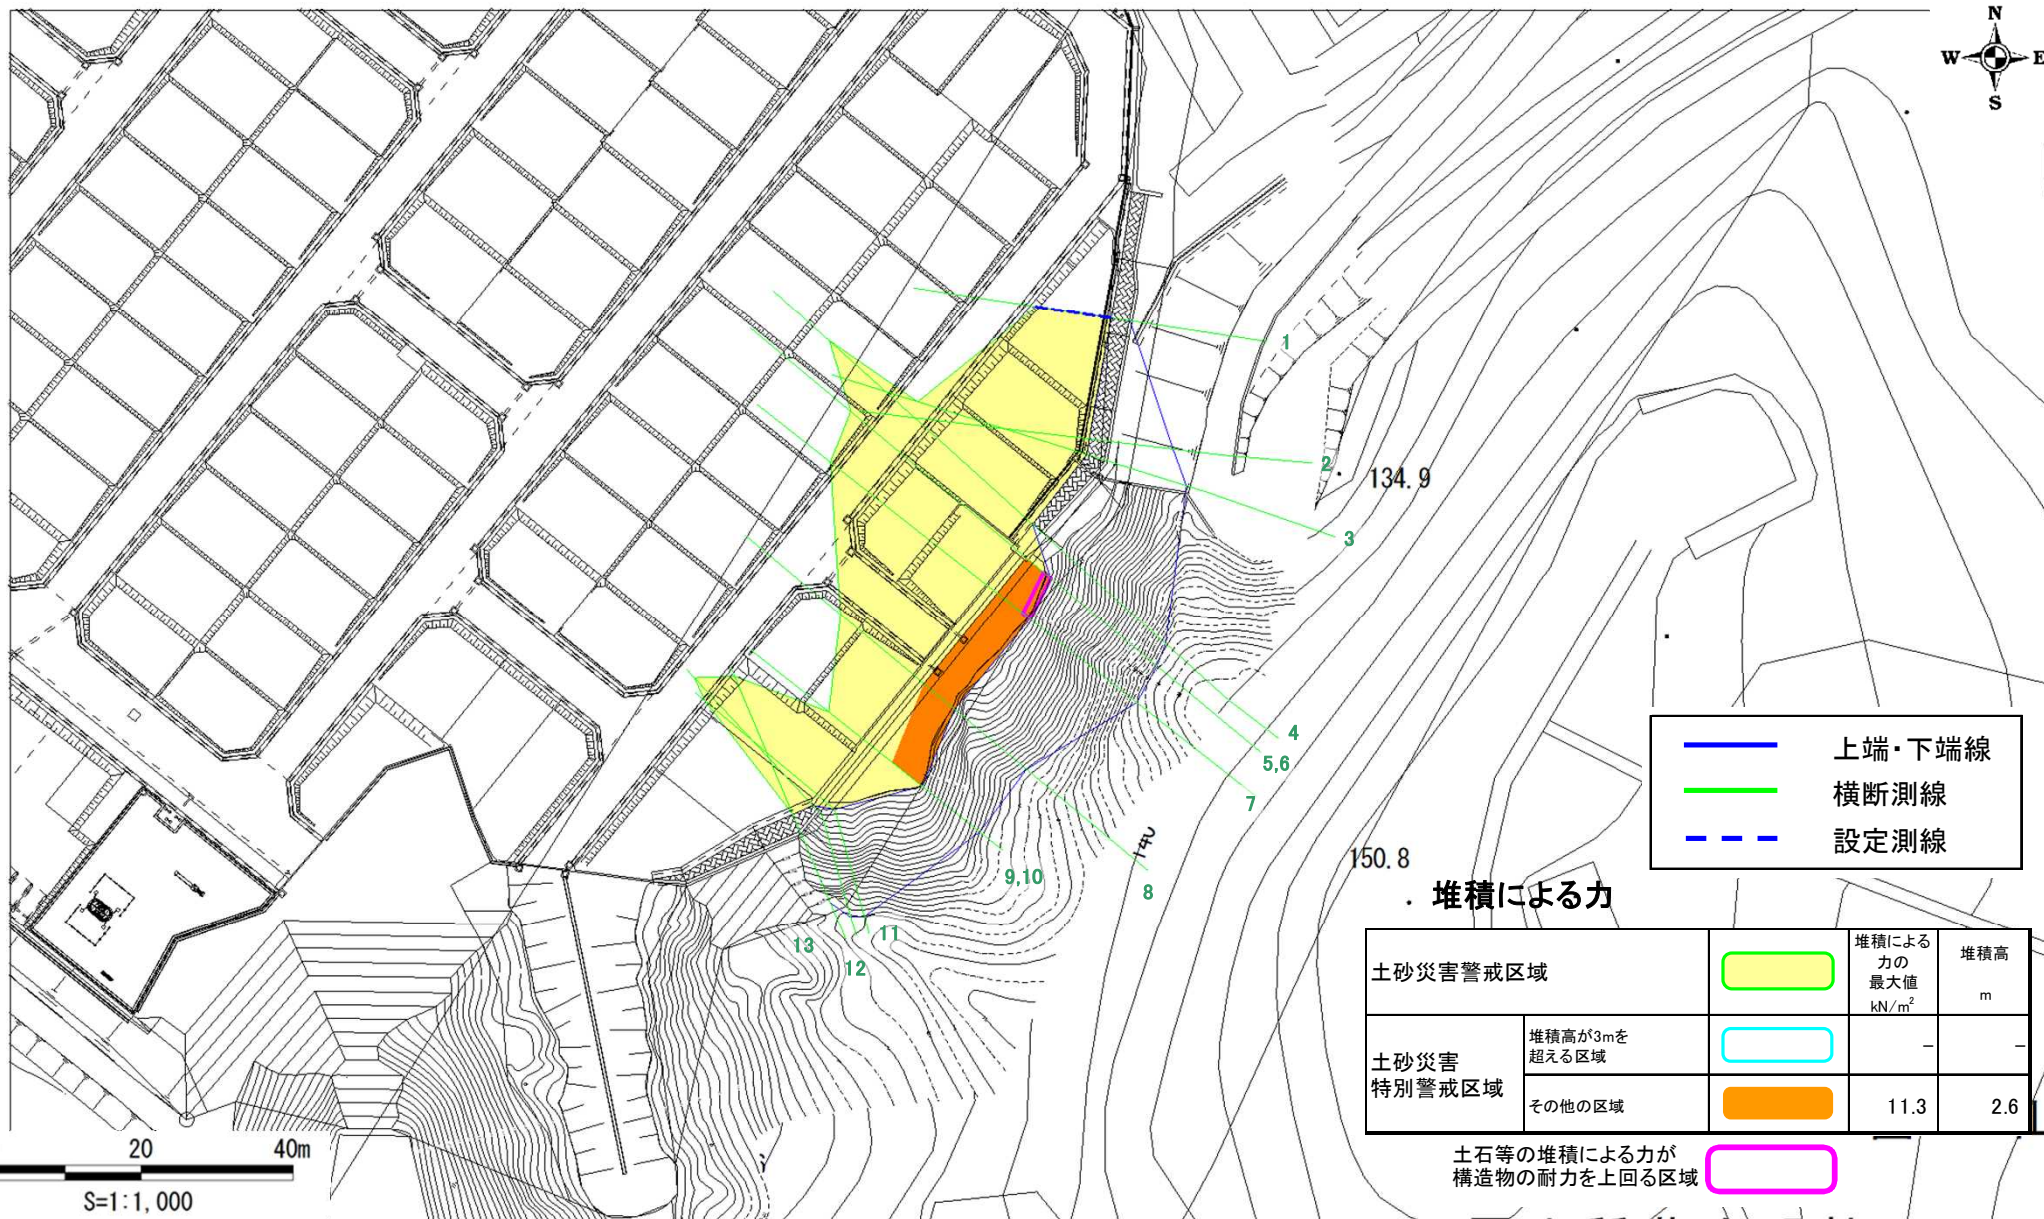 N
W E
S
1
2
134.9
3
4
5,6
7
上端・下端線
横断測線
設定測線
140
150.8
9,10
8
堆積による力
13
11
12
土砂災害警戒区域
堆積による
力の
最大値
kN/m²
堆積高
m
土砂災害
特別警戒区域
堆積高が3mを
超える区域
－
－
その他の区域
11.3
2.6
20
40m
S=1:1,000
土石等の堆積による力が
構造物の耐力を上回る区域